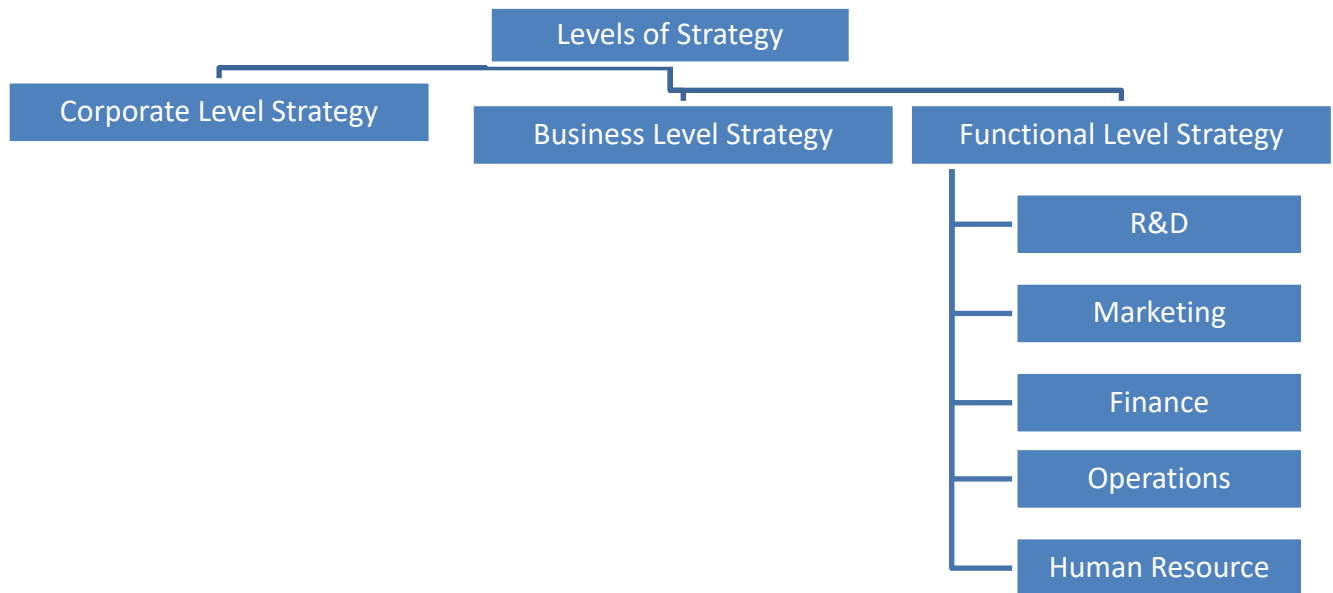 Levels of Strategy
Corporate Level Strategy
Business Level Strategy
Functional Level Strategy
R&D
Marketing
Finance
Operations
Human Resource